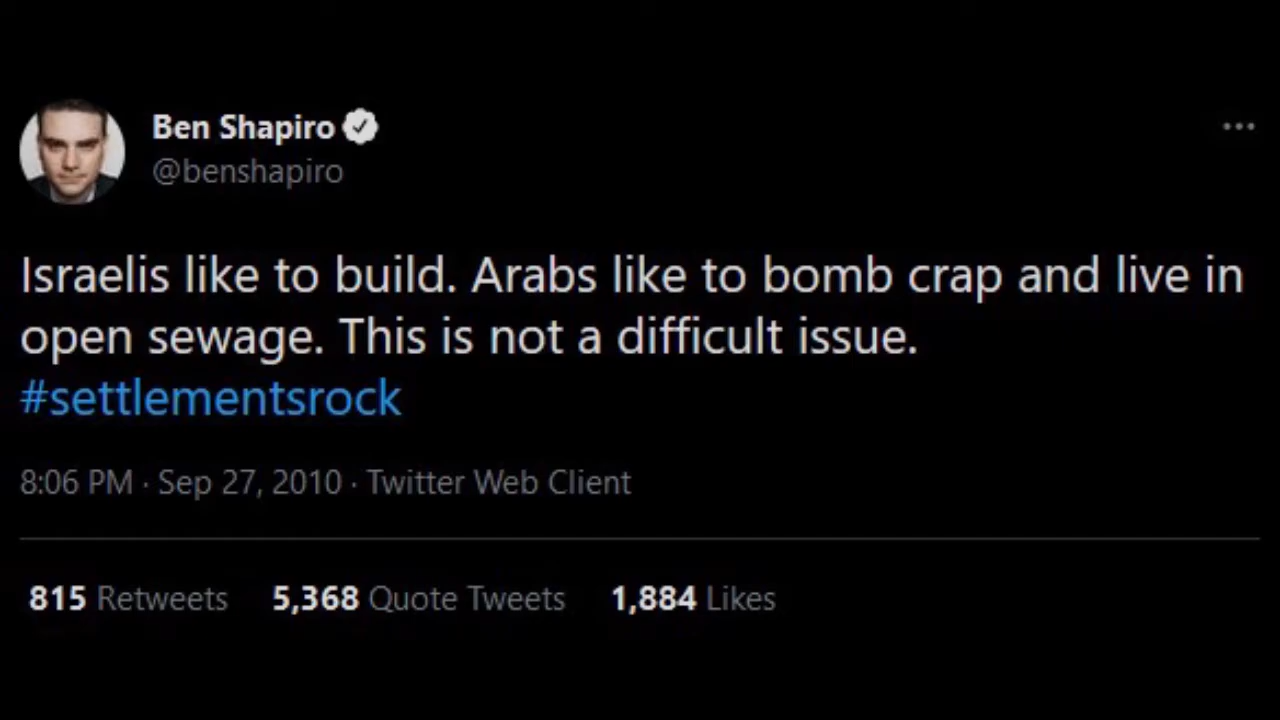 Ben Shapiro
@benshapiro
Israelis like to build. Arabs like to bomb crap and live in
open sewage. This is not a difficult issue.
#settlementsrock
8:06 PM · Sep 27, 2010 · Twitter Web Client
815 Retweets 5,368 Quote Tweets 1,884 Likes